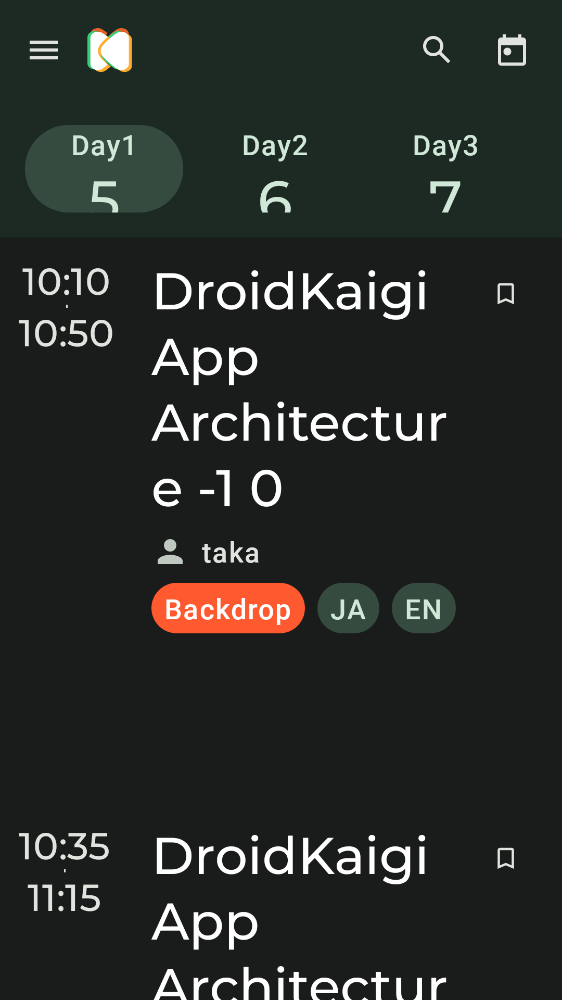 Day1 Day2 Day3
5 6 7
10:10
10:50
DroidKaigi
App
Architectur
e -1 0
taka
Backdrop JA EN
10:35
11:15
DroidKaigi
App
Architectur